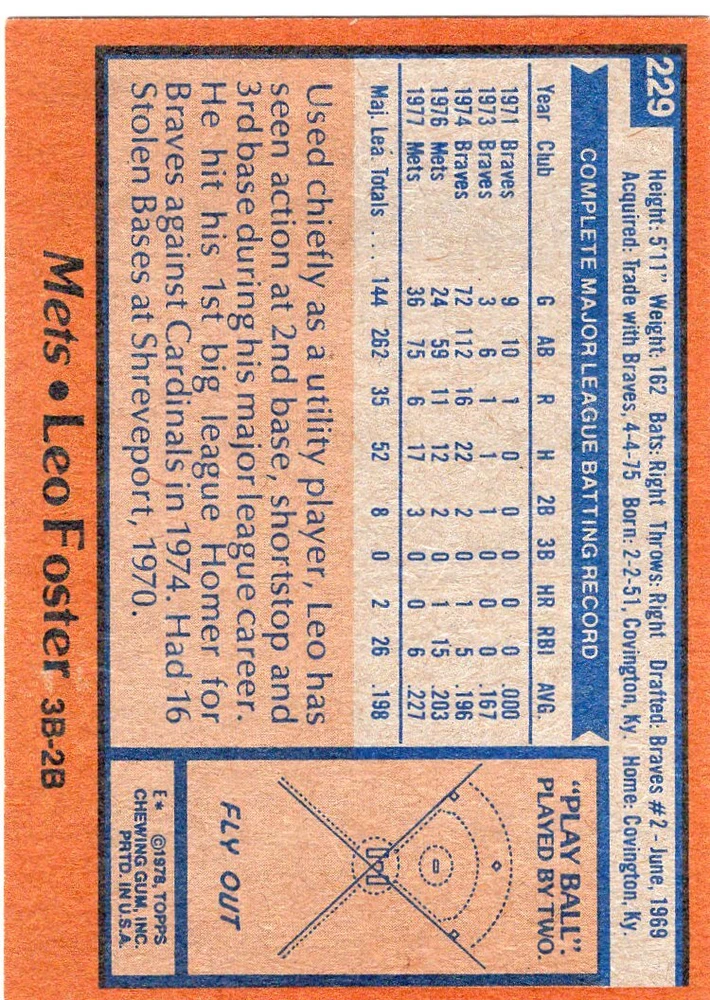 229
Height: 5'11" Weight: 162 Bats: Right Throws: Right Drafted: Braves #2 - June, 1969
Acquired: Trade with Braves, 4-4-75 Born: 2-2-51, Covington, Ky. Home: Covington, Ky.
COMPLETE MAJOR LEAGUE BATTING RECORD
Year Club G AB R H 2B 3B HR RBI AVG.
1971 Braves 9 10 1 0 0 0 0 0 .000
1973 Braves 3 6 1 1 1 0 0 0 .167
1974 Braves 72 112 16 22 2 0 1 5 .196
1976 Mets 24 59 11 12 2 0 1 15 .203
1977 Mets 36 75 6 17 3 0 0 6 .227
Maj. Lea. Totals .... 144 262 35 52 8 0 2 26 .198
Used chiefly as a utility player, Leo has
seen action at 2nd base, shortstop and
3rd base during his major league career.
He hit his 1st big league Homer for
Braves against Cardinals in 1974. Had 16
Stolen Bases at Shreveport, 1970.
"PLAY BALL":
PLAYED BY TWO.
FLY OUT
E* ©1978, TOPPS
CHEWING GUM, INC.
PRTD. IN U.S.A.
Mets • Leo Foster 3B-2B